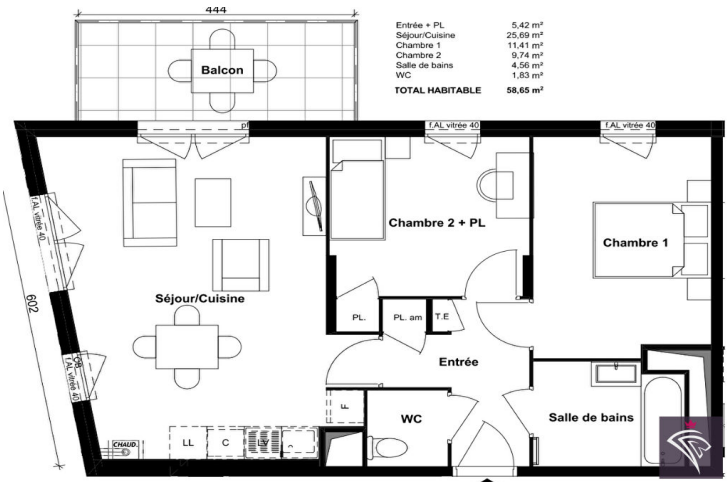 444
Entrée + PL 5,42 m²
Séjour/Cuisine 25,69 m²
Chambre 1 11,41 m²
Chambre 2 9,74 m²
Salle de bains 4,56 m²
WC 1,83 m²
TOTAL HABITABLE 58,65 m²
Balcon
pf
f.AL vitrée 40
f.AL vitrée 40
f.AL vitrée 40
Chambre 2 + PL
Chambre 1
602
Séjour/Cuisine
PL.
PL. am
T.E
Entrée
OB
f.AL vitrée 40
F
WC
Salle de bains
CHAUD.
LL
C
LV